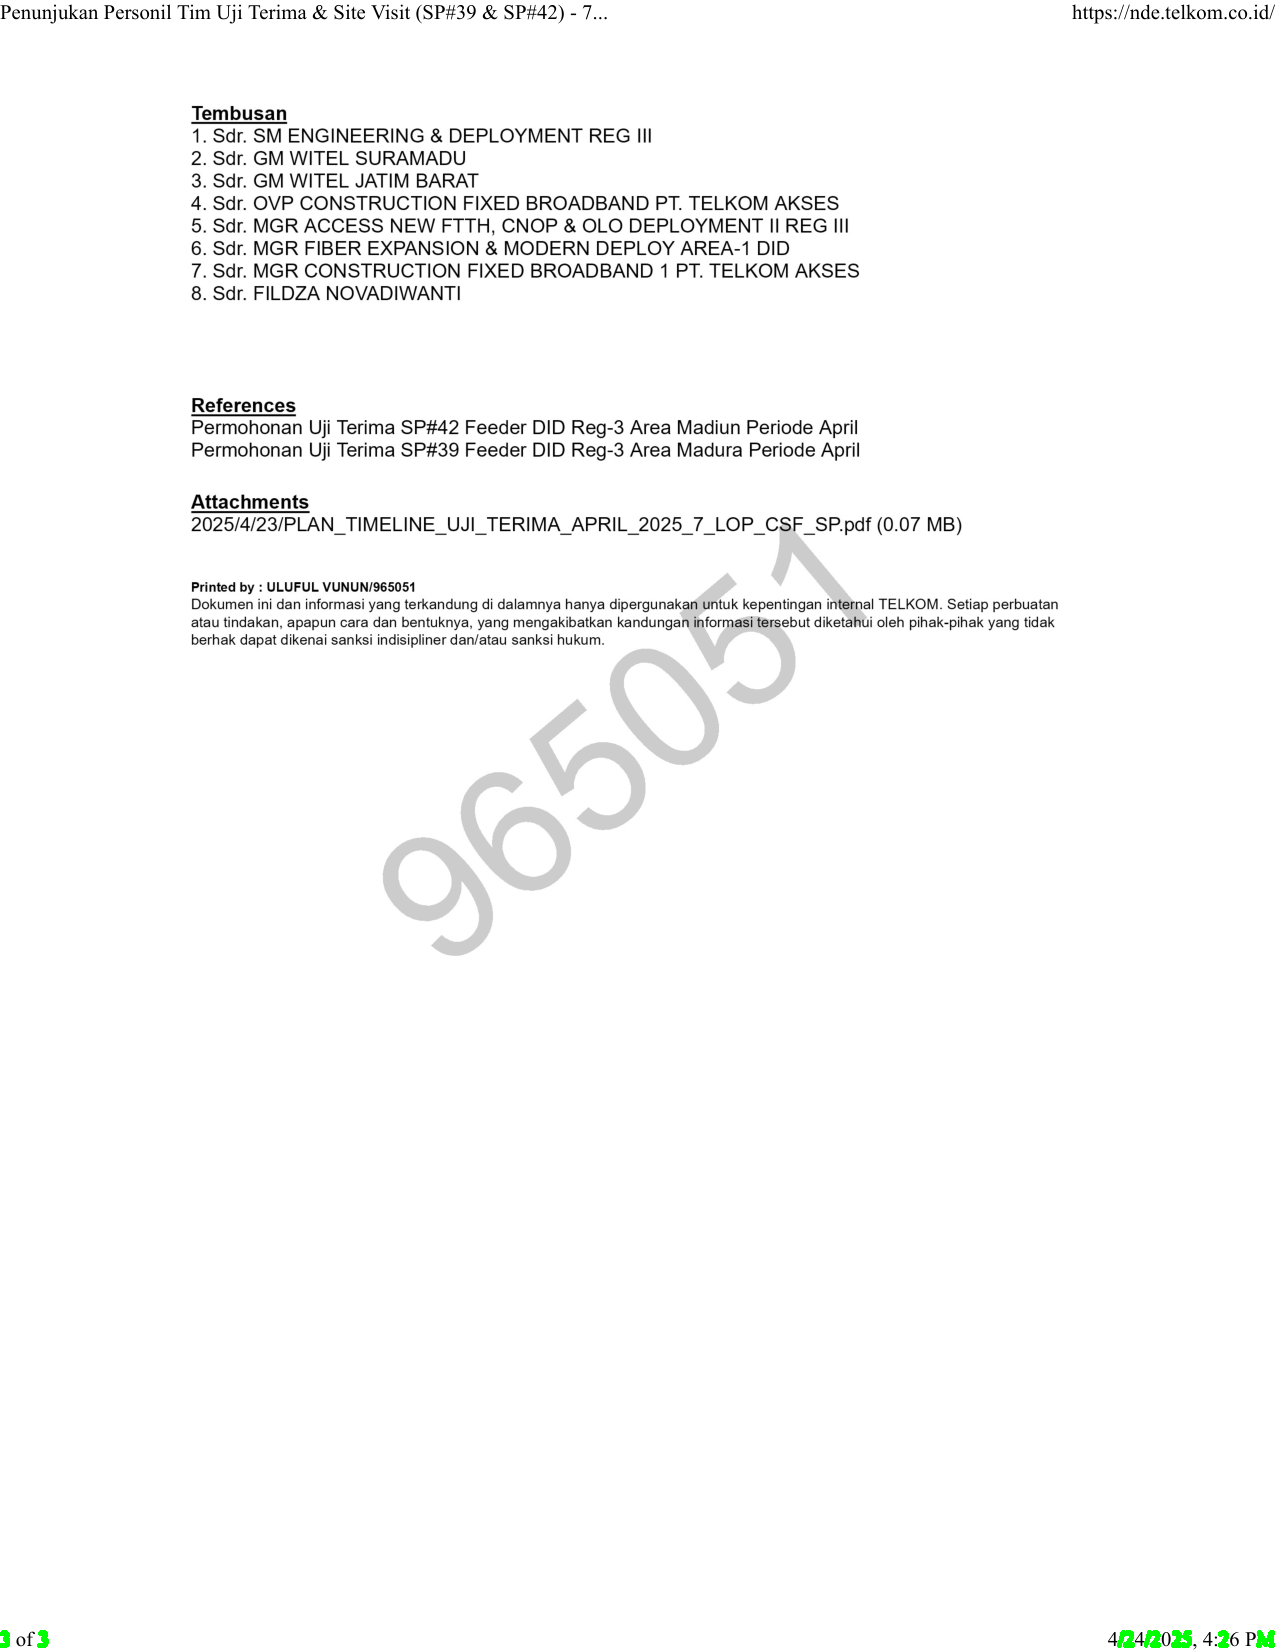 Penunjukan Personil Tim Uji Terima & Site Visit (SP#39 & SP#42) - 7... https://nde.telkom.co.id/
Tembusan
1. Sdr. SM ENGINEERING & DEPLOYMENT REG III
2. Sdr. GM WITEL SURAMADU
3. Sdr. GM WITEL JATIM BARAT
4. Sdr. OVP CONSTRUCTION FIXED BROADBAND PT. TELKOM AKSES
5. Sdr. MGR ACCESS NEW FTTH, CNOP & OLO DEPLOYMENT II REG III
6. Sdr. MGR FIBER EXPANSION & MODERN DEPLOY AREA-1 DID
7. Sdr. MGR CONSTRUCTION FIXED BROADBAND 1 PT. TELKOM AKSES
8. Sdr. FILDZA NOVADIWANTI
References
Permohonan Uji Terima SP#42 Feeder DID Reg-3 Area Madiun Periode April
Permohonan Uji Terima SP#39 Feeder DID Reg-3 Area Madura Periode April
Attachments
2025/4/23/PLAN_TIMELINE_UJI_TERIMA_APRIL_2025_7_LOP_CSF_SP.pdf (0.07 MB)
Printed by : ULUFUL VUNUN/965051
Dokumen ini dan informasi yang terkandung di dalamnya hanya dipergunakan untuk kepentingan internal TELKOM. Setiap perbuatan
atau tindakan, apapun cara dan bentuknya, yang mengakibatkan kandungan informasi tersebut diketahui oleh pihak-pihak yang tidak
berhak dapat dikenai sanksi indisipliner dan/atau sanksi hukum.
965051
3 of 3 4/24/2025, 4:26 PM